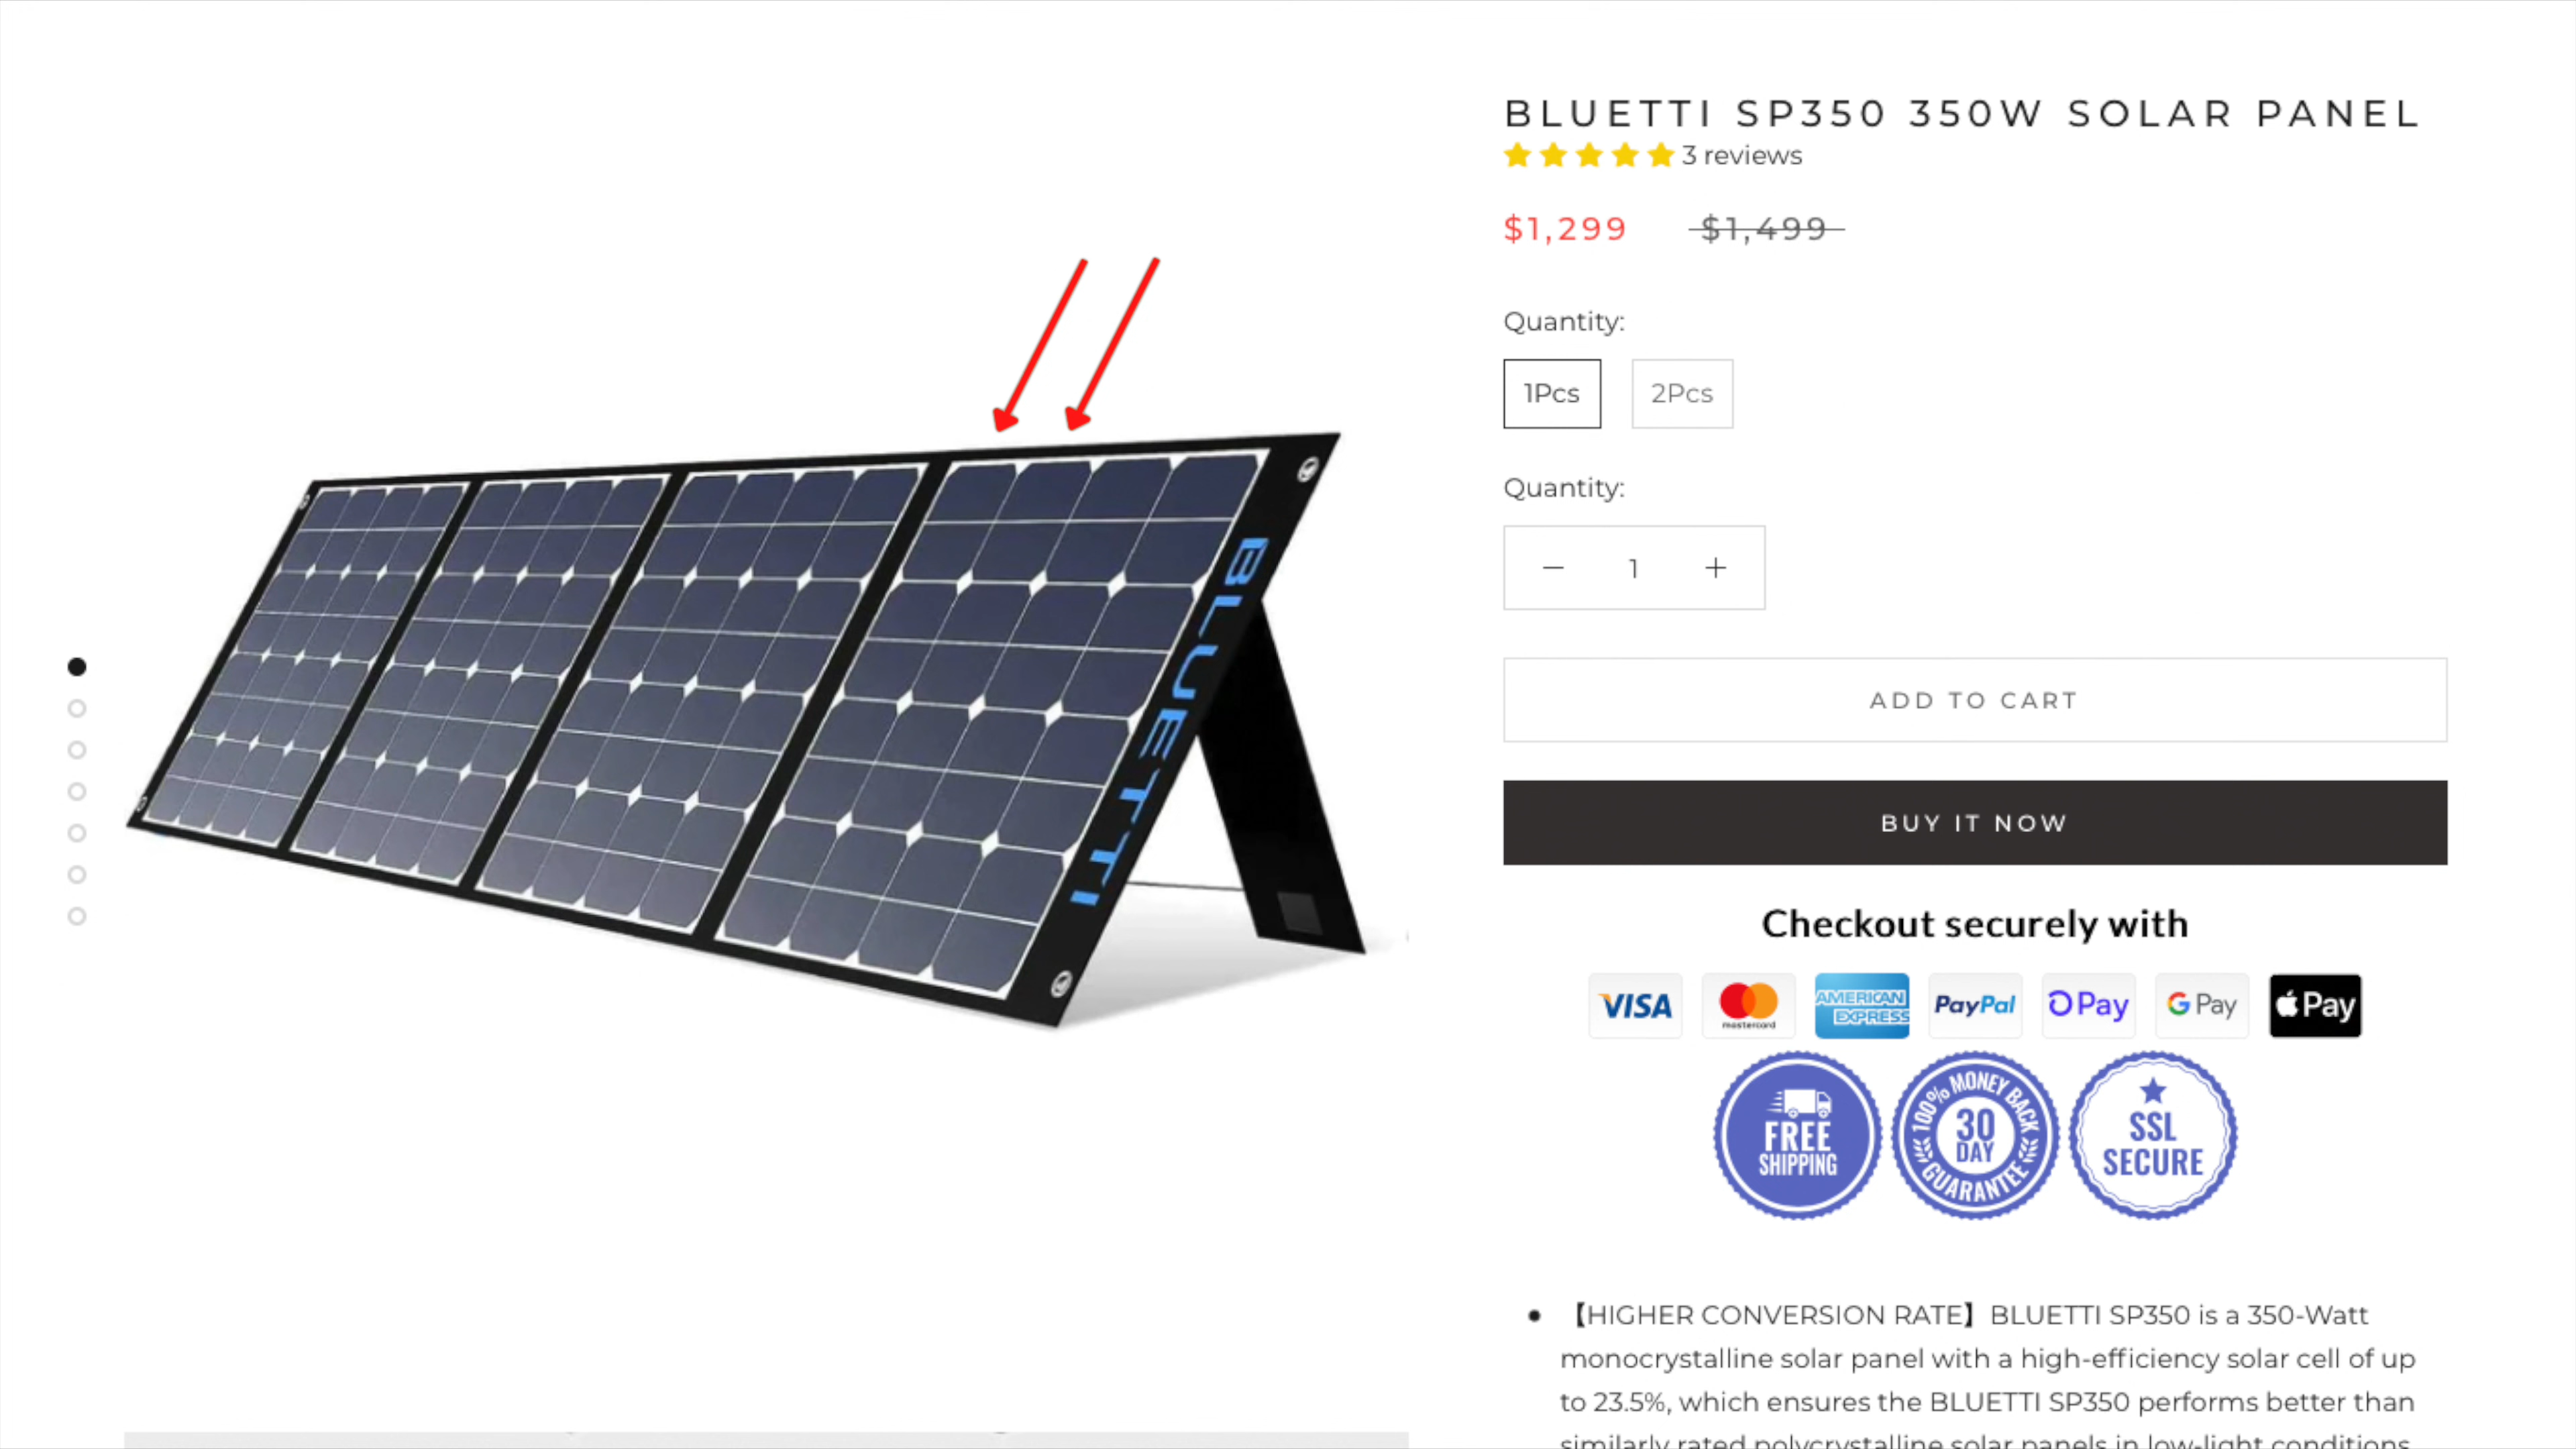 BLUETTI SP350 350W SOLAR PANEL
3 reviews
$1,299 $1,499
Quantity:
1Pcs 2Pcs
Quantity:
− 1 +
ADD TO CART
BUY IT NOW
Checkout securely with
VISA mastercard AMERICAN EXPRESS PayPal Pay G Pay Pay
FREE SHIPPING
100% MONEY BACK 30 DAY GUARANTEE
SSL SECURE
• 【HIGHER CONVERSION RATE】BLUETTI SP350 is a 350-Watt
monocrystalline solar panel with a high-efficiency solar cell of up
to 23.5%, which ensures the BLUETTI SP350 performs better than
similarly rated polycrystalline solar panels in low-light conditions
BLUETTI